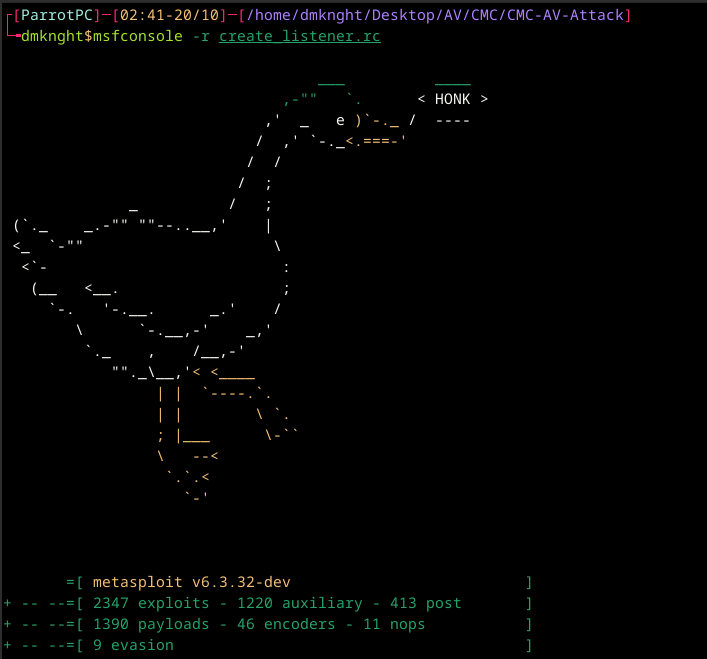 [ParrotPC]─[02:41-20/10]─[/home/dmknght/Desktop/AV/CMC/CMC-AV-Attack]
dmknght$msfconsole -r create_listener.rc
< HONK >
=[ metasploit v6.3.32-dev ]
+ -- --=[ 2347 exploits - 1220 auxiliary - 413 post ]
+ -- --=[ 1390 payloads - 46 encoders - 11 nops ]
+ -- --=[ 9 evasion ]